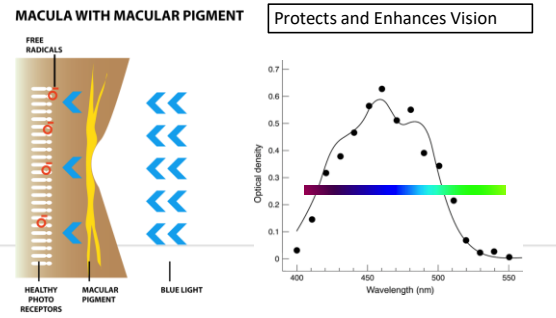 MACULA WITH MACULAR PIGMENT
Protects and Enhances Vision
FREE
RADICALS
HEALTHY
PHOTO
RECEPTORS
MACULAR
PIGMENT
BLUE LIGHT
Optical density
0.7
0.6
0.5
0.4
0.3
0.2
0.1
0
400
450
500
550
Wavelength (nm)